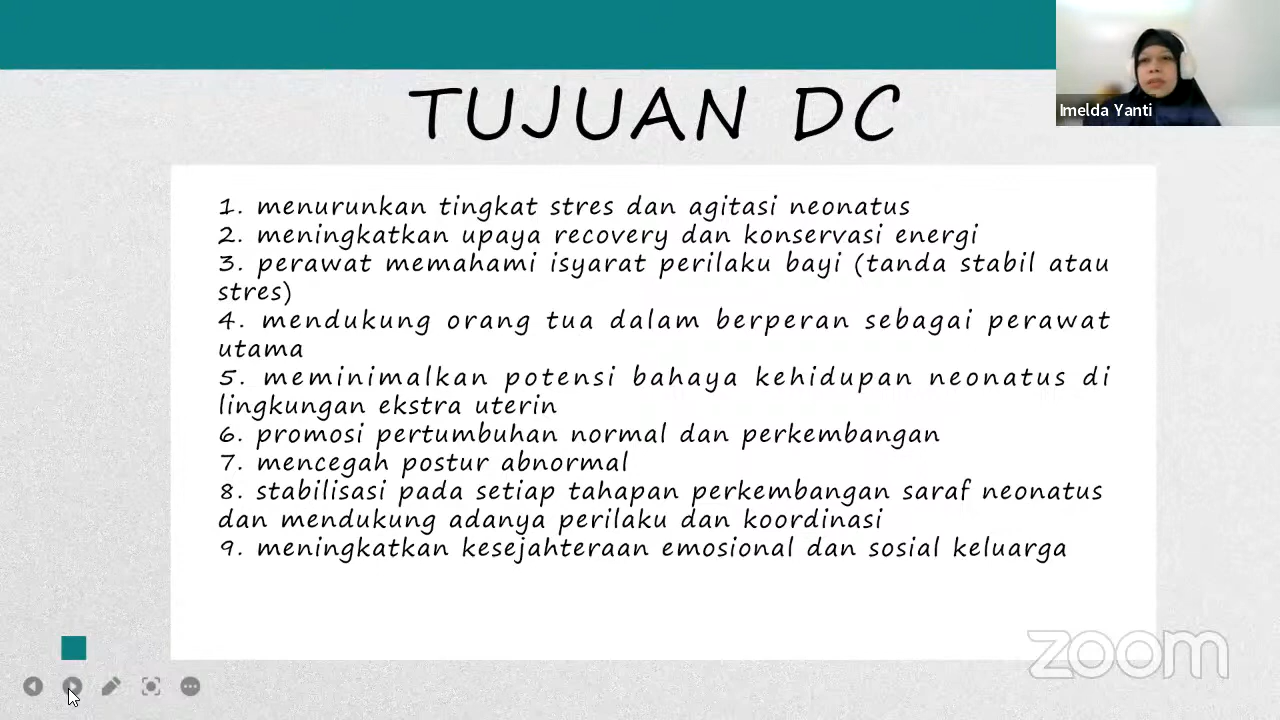 TUJUAN DC
Imelda Yanti
1. menurunkan tingkat stres dan agitasi neonatus
2. meningkatkan upaya recovery dan konservasi energi
3. perawat memahami isyarat perilaku bayi (tanda stabil atau
stres)
4. mendukung orang tua dalam berperan sebagai perawat
utama
5. meminimalkan potensi bahaya kehidupan neonatus di
lingkungan ekstra uterin
6. promosi pertumbuhan normal dan perkembangan
7. mencegah postur abnormal
8. stabilisasi pada setiap tahapan perkembangan saraf neonatus
dan mendukung adanya perilaku dan koordinasi
9. meningkatkan kesejahteraan emosional dan sosial keluarga
zoom